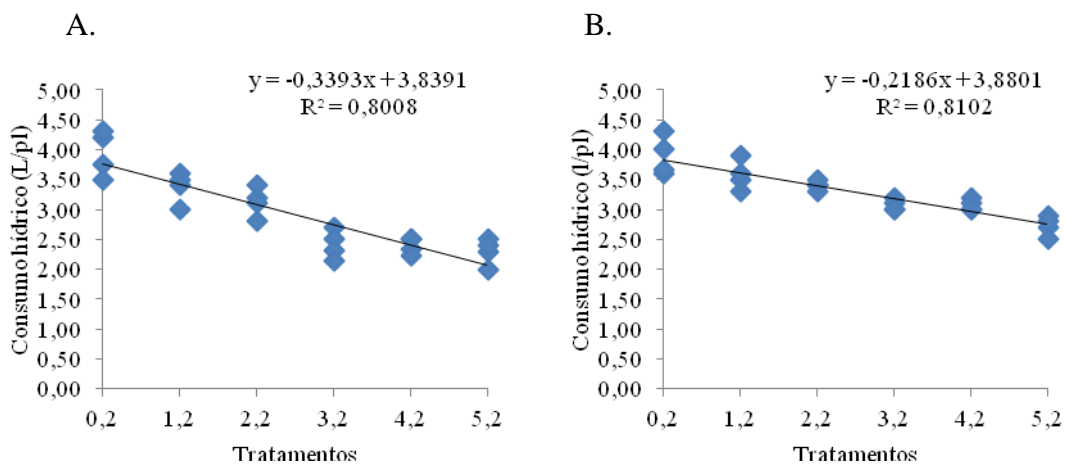 A.
y = -0,3393x + 3,8391
R² = 0,8008
Consumo hídrico (L/pl)
5,00
4,50
4,00
3,50
3,00
2,50
2,00
1,50
1,00
0,50
0,00
0,2 1,2 2,2 3,2 4,2 5,2
Tratamentos
B.
y = -0,2186x + 3,8801
R² = 0,8102
Consumo hídrico (l/pl)
5,00
4,50
4,00
3,50
3,00
2,50
2,00
1,50
1,00
0,50
0,00
0,2 1,2 2,2 3,2 4,2 5,2
Tratamentos